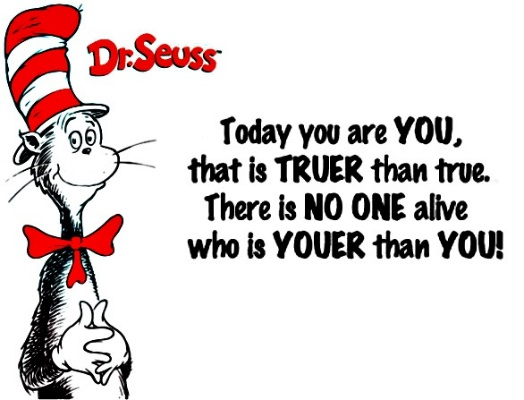 Dr. Seuss™
Today you are YOU,
that is TRUER than true.
There is NO ONE alive
who is YOUER than YOU!